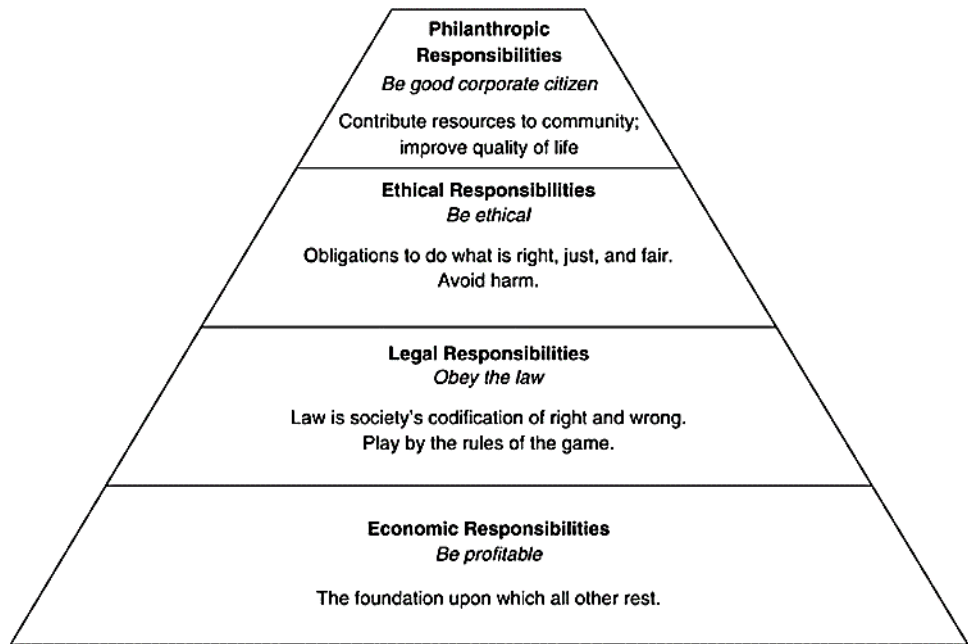 Philanthropic
Responsibilities
Be good corporate citizen
Contribute resources to community;
improve quality of life
Ethical Responsibilities
Be ethical
Obligations to do what is right, just, and fair.
Avoid harm.
Legal Responsibilities
Obey the law
Law is society's codification of right and wrong.
Play by the rules of the game.
Economic Responsibilities
Be profitable
The foundation upon which all other rest.